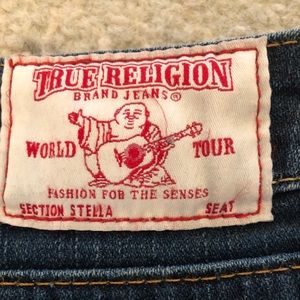 TRUE RELIGION
BRAND JEANS®
WORLD TOUR
FASHION FOR THE SENSES
SECTION STELLA SEAT